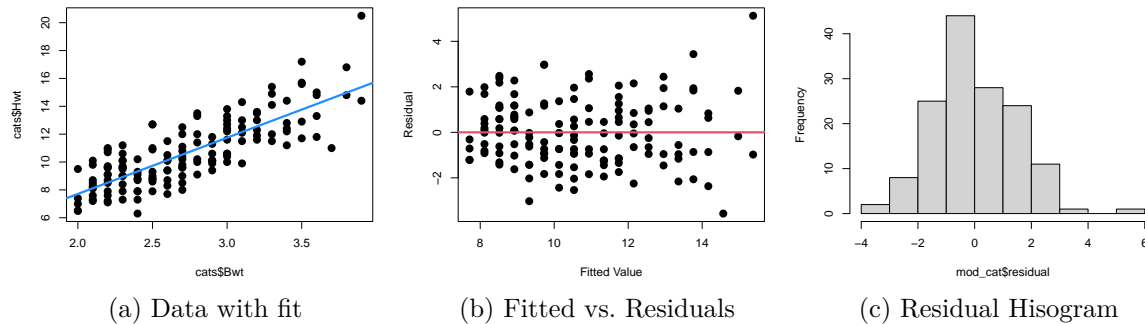 20
18
16
14
12
10
8
6
cats$Hwt
2.0 2.5 3.0 3.5
cats$Bwt
(a) Data with fit
4
2
0
−2
Residual
8 10 12 14
Fitted Value
(b) Fitted vs. Residuals
40
30
20
10
0
Frequency
−4 −2 0 2 4 6
mod_cat$residual
(c) Residual Hisogram